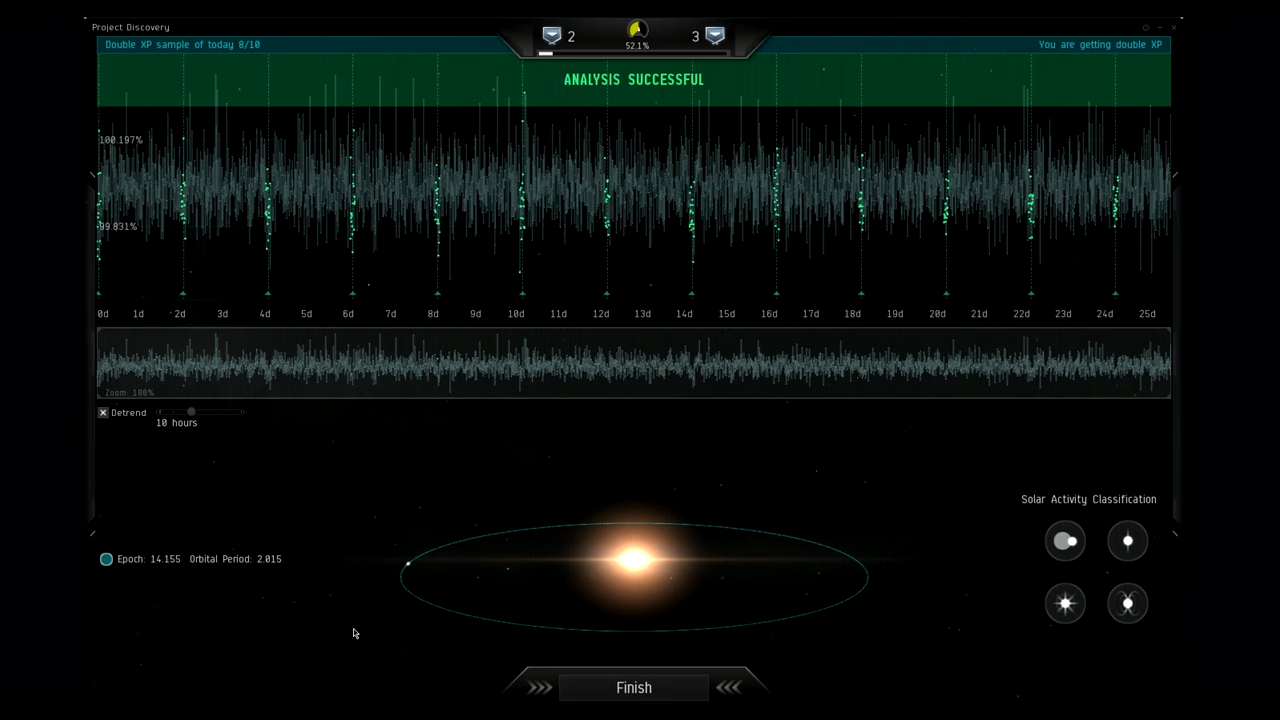 Project Discovery
Double XP sample of today 8/10
2
52,1%
3
You are getting double XP
ANALYSIS SUCCESSFUL
100.197%
99.831%
0d 1d 2d 3d 4d 5d 6d 7d 8d 9d 10d 11d 12d 13d 14d 15d 16d 17d 18d 19d 20d 21d 22d 23d 24d 25d
Zoom: 100%
Detrend
10 hours
Solar Activity Classification
Epoch: 14.155 Orbital Period: 2.015
Finish